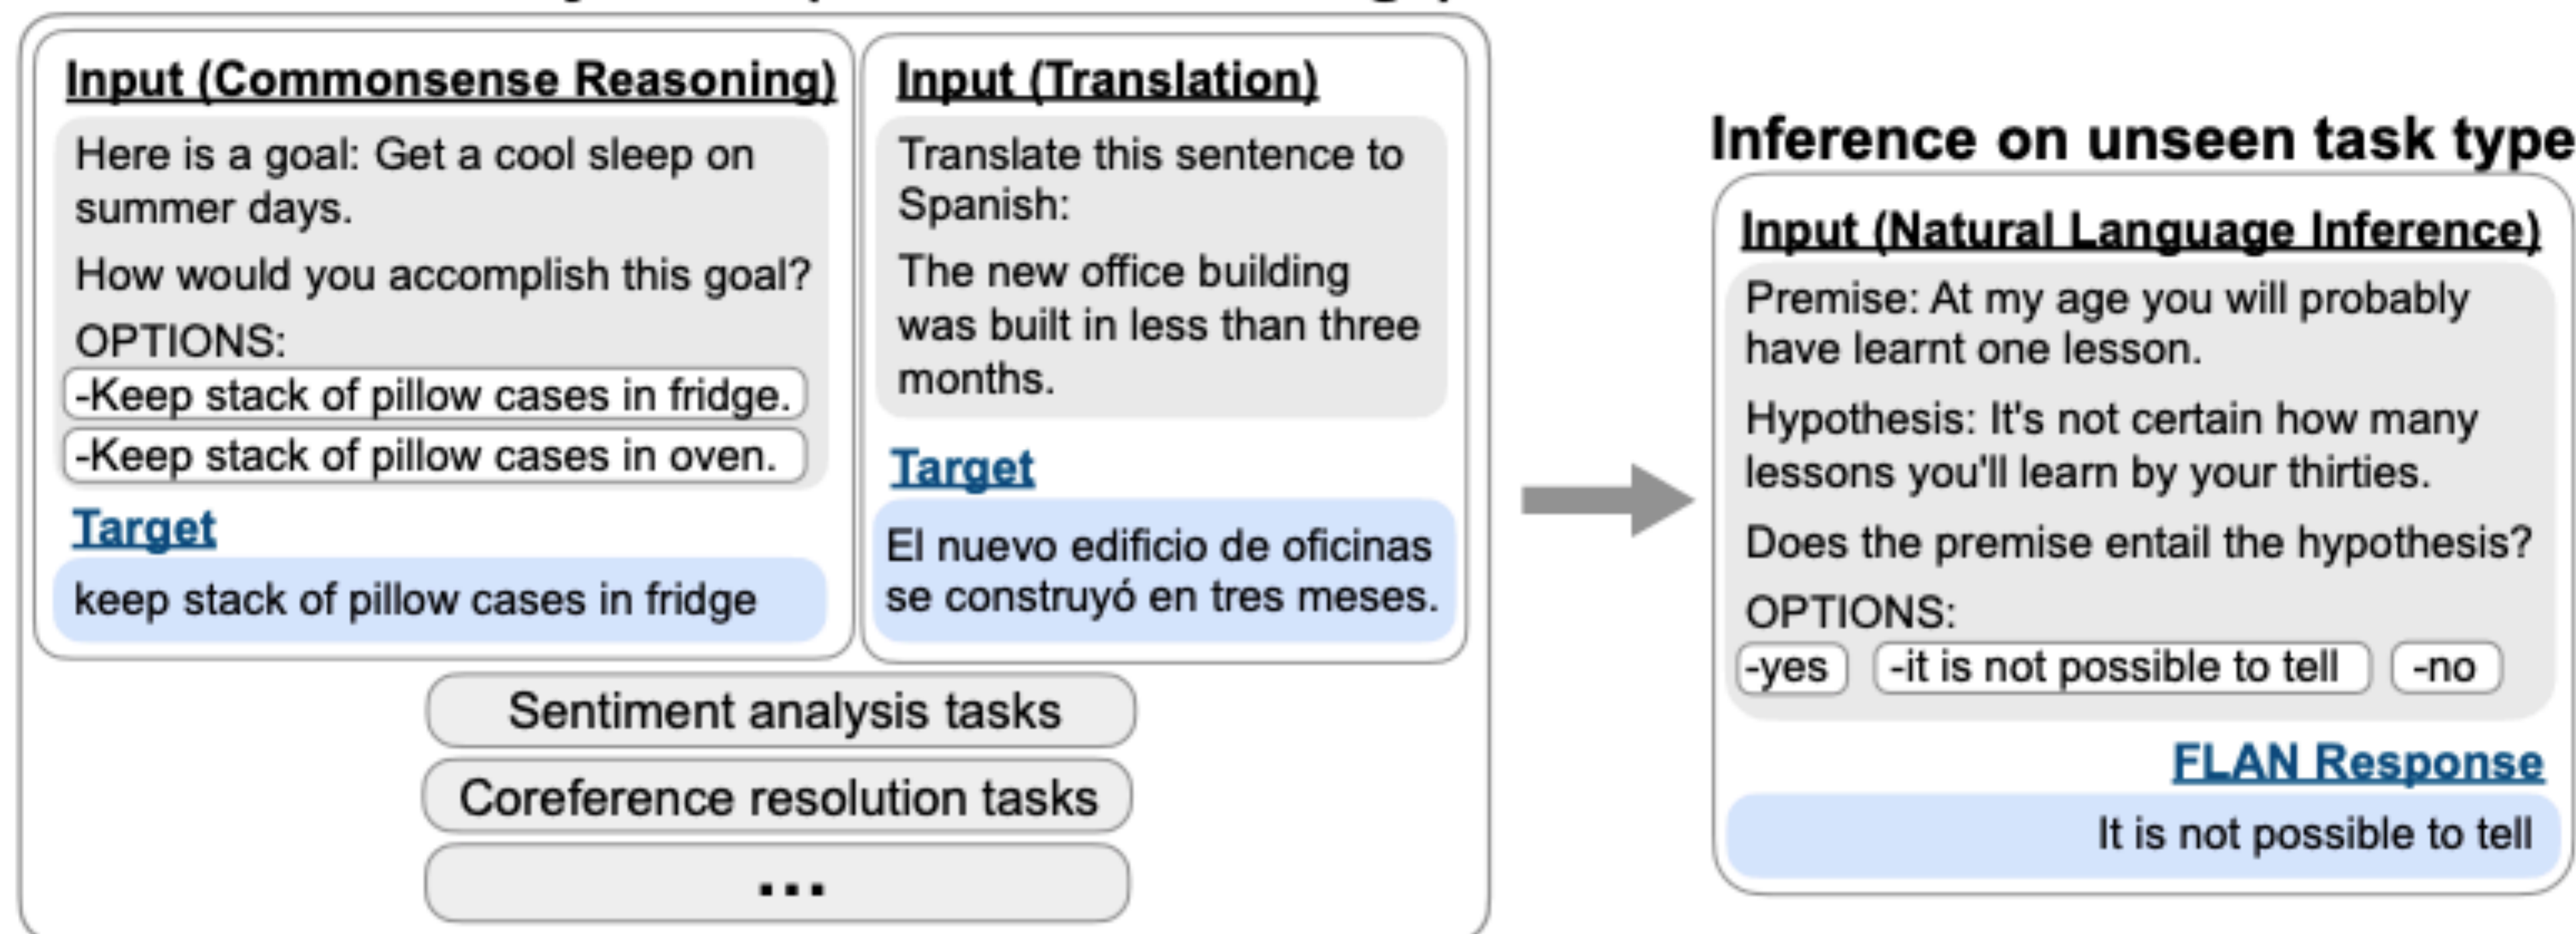 Input (Commonsense Reasoning)
Here is a goal: Get a cool sleep on
summer days.
How would you accomplish this goal?
OPTIONS:
-Keep stack of pillow cases in fridge.
-Keep stack of pillow cases in oven.
Target
keep stack of pillow cases in fridge
Input (Translation)
Translate this sentence to
Spanish:
The new office building
was built in less than three
months.
Target
El nuevo edificio de oficinas
se construyó en tres meses.
Sentiment analysis tasks
Coreference resolution tasks
...
Inference on unseen task type
Input (Natural Language Inference)
Premise: At my age you will probably
have learnt one lesson.
Hypothesis: It's not certain how many
lessons you'll learn by your thirties.
Does the premise entail the hypothesis?
OPTIONS:
-yes -it is not possible to tell -no
FLAN Response
It is not possible to tell